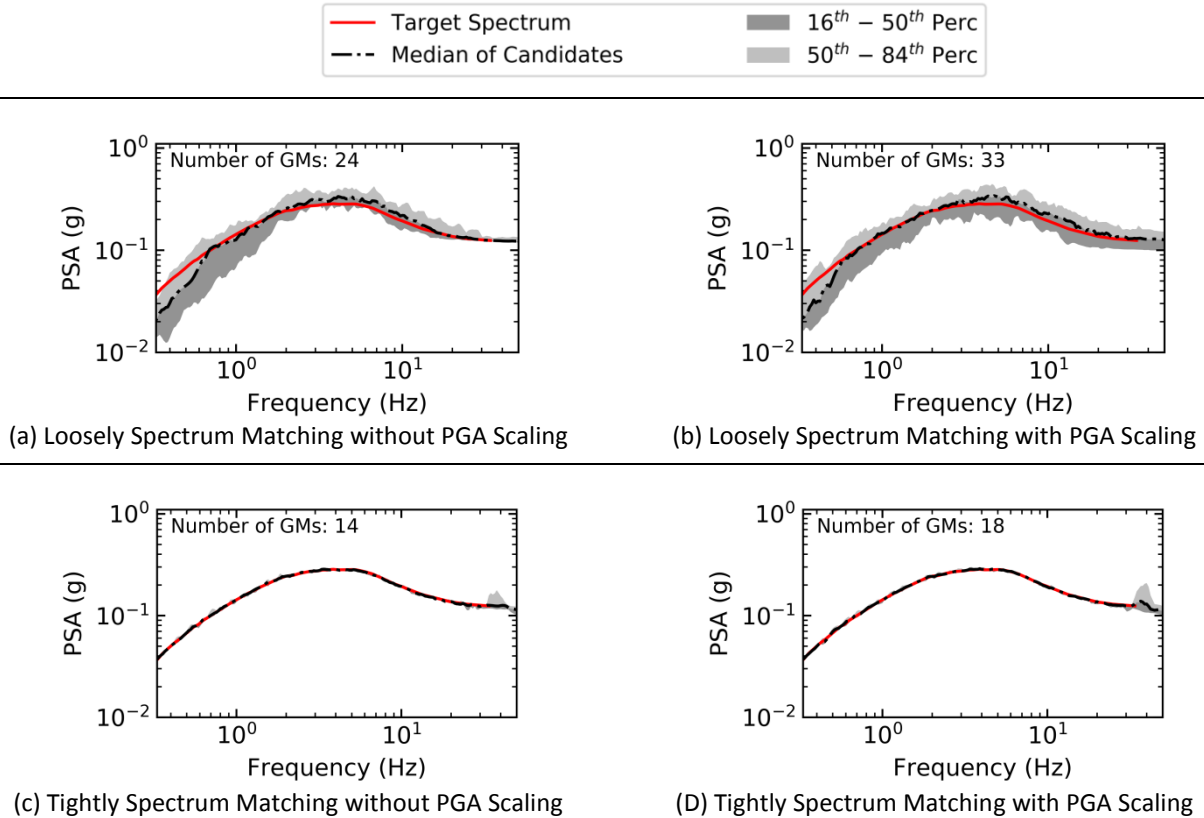 Target Spectrum
Median of Candidates
16th − 50th Perc
50th − 84th Perc
Number of GMs: 24
10^0
10^-1
10^-2
PSA (g)
10^0
10^1
Frequency (Hz)
(a) Loosely Spectrum Matching without PGA Scaling
Number of GMs: 33
10^0
10^-1
10^-2
PSA (g)
10^0
10^1
Frequency (Hz)
(b) Loosely Spectrum Matching with PGA Scaling
Number of GMs: 14
10^0
10^-1
10^-2
PSA (g)
10^0
10^1
Frequency (Hz)
(c) Tightly Spectrum Matching without PGA Scaling
Number of GMs: 18
10^0
10^-1
10^-2
PSA (g)
10^0
10^1
Frequency (Hz)
(D) Tightly Spectrum Matching with PGA Scaling